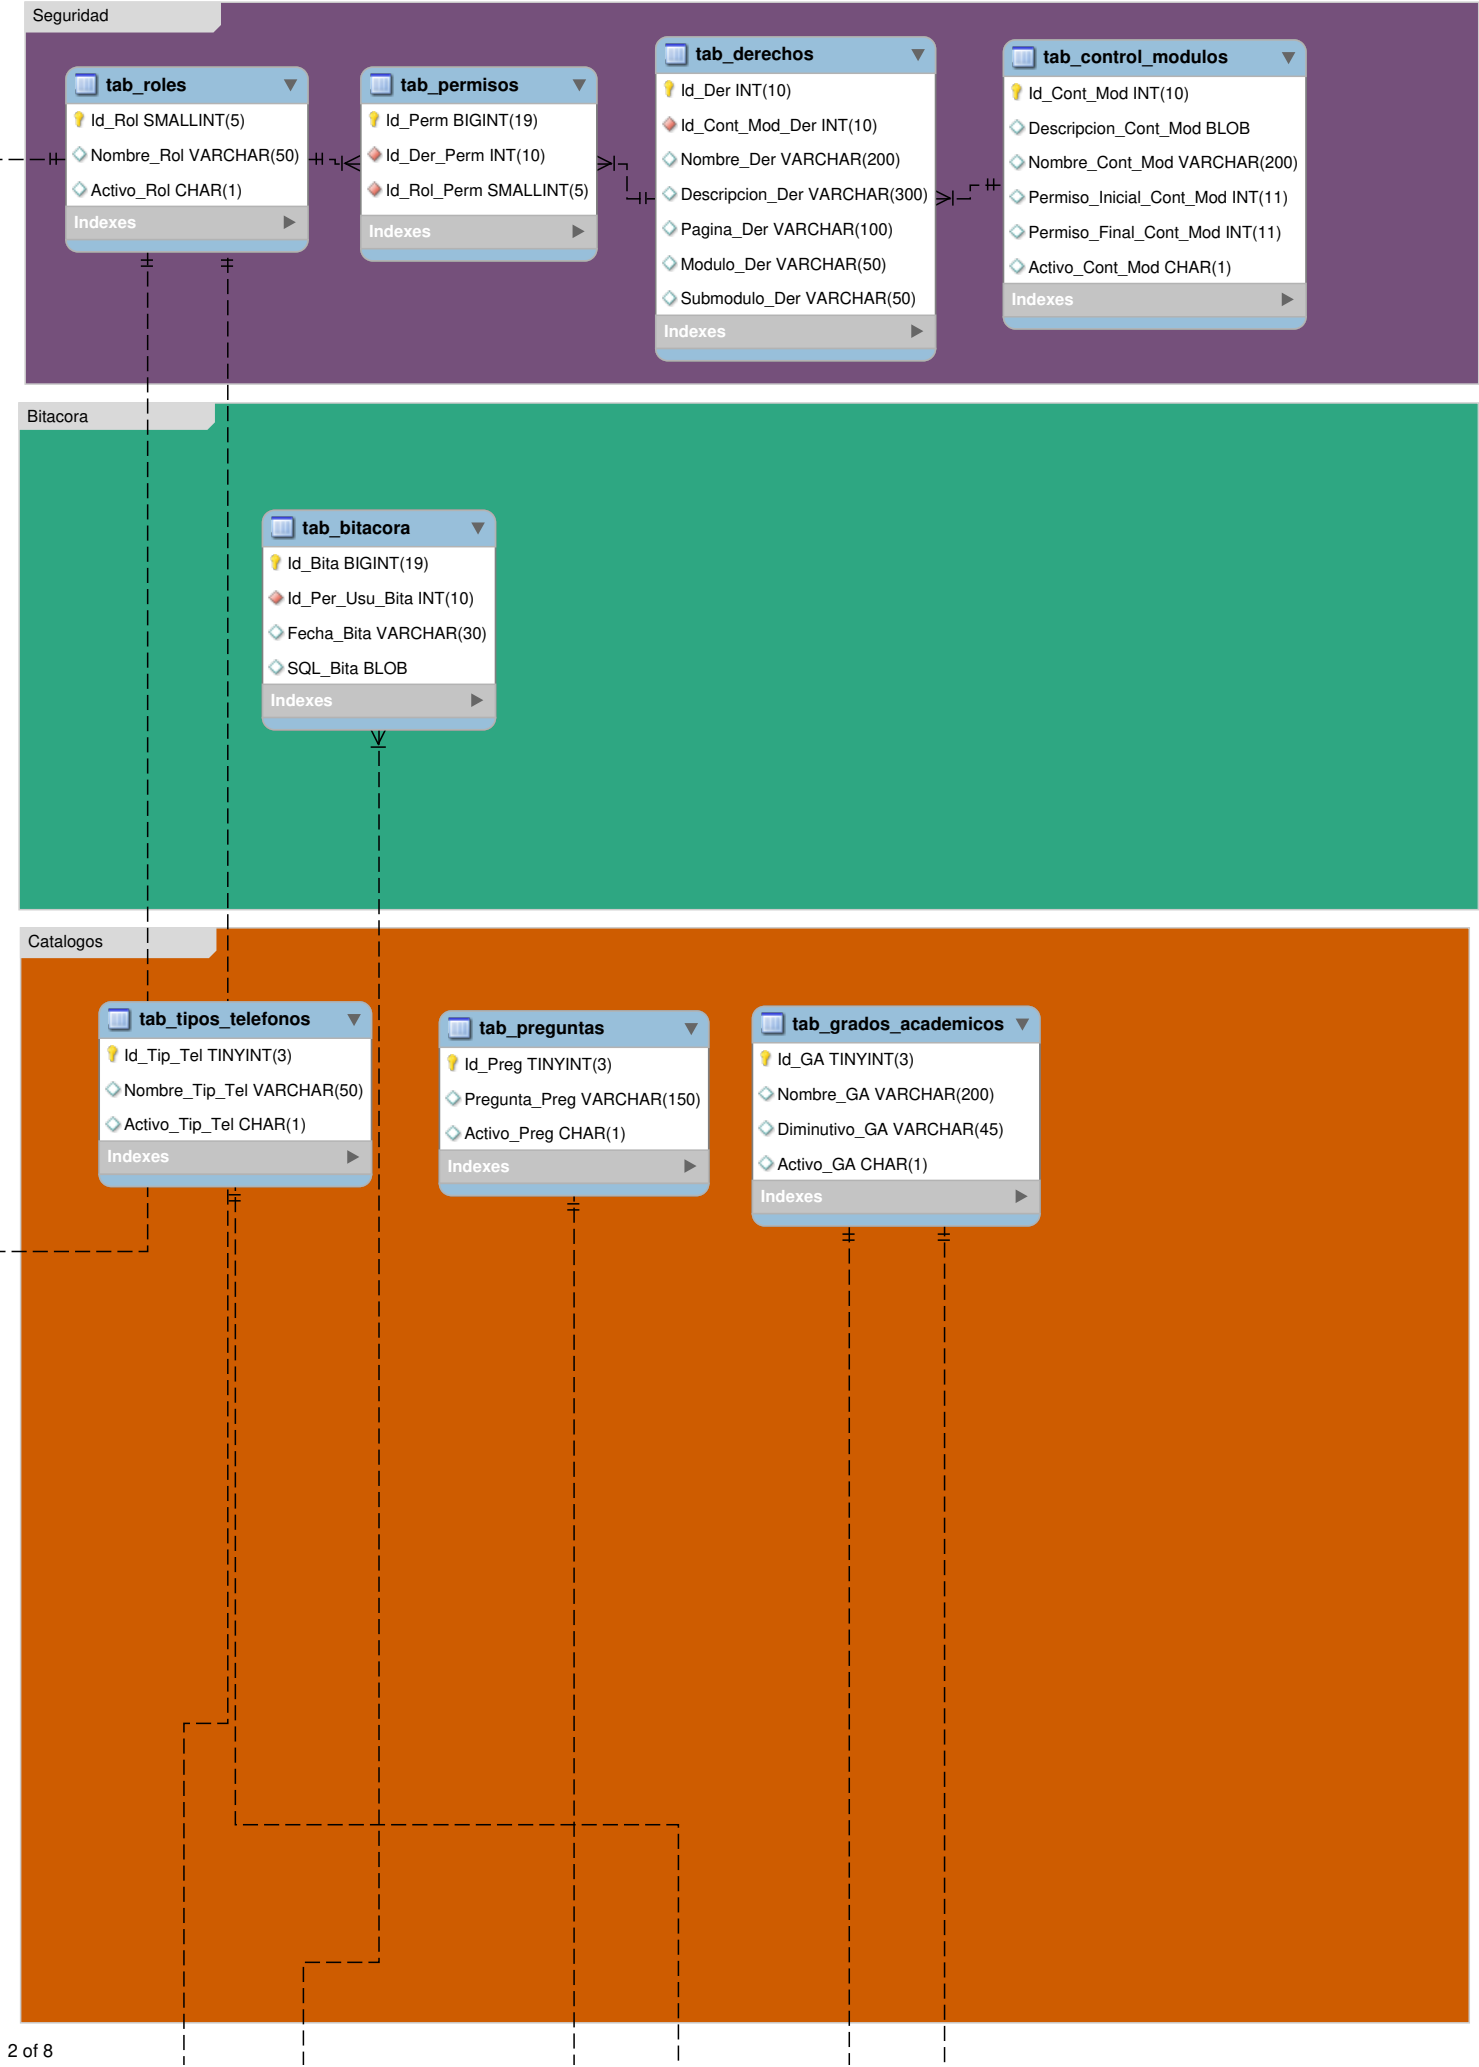 Seguridad
tab_roles
Id_Rol SMALLINT(5)
Nombre_Rol VARCHAR(50)
Activo_Rol CHAR(1)
Indexes
tab_permisos
Id_Perm BIGINT(19)
Id_Der_Perm INT(10)
Id_Rol_Perm SMALLINT(5)
Indexes
tab_derechos
Id_Der INT(10)
Id_Cont_Mod_Der INT(10)
Nombre_Der VARCHAR(200)
Descripcion_Der VARCHAR(300)
Pagina_Der VARCHAR(100)
Modulo_Der VARCHAR(50)
Submodulo_Der VARCHAR(50)
Indexes
tab_control_modulos
Id_Cont_Mod INT(10)
Descripcion_Cont_Mod BLOB
Nombre_Cont_Mod VARCHAR(200)
Permiso_Inicial_Cont_Mod INT(11)
Permiso_Final_Cont_Mod INT(11)
Activo_Cont_Mod CHAR(1)
Indexes
Bitacora
tab_bitacora
Id_Bita BIGINT(19)
Id_Per_Usu_Bita INT(10)
Fecha_Bita VARCHAR(30)
SQL_Bita BLOB
Indexes
Catalogos
tab_tipos_telefonos
Id_Tip_Tel TINYINT(3)
Nombre_Tip_Tel VARCHAR(50)
Activo_Tip_Tel CHAR(1)
Indexes
tab_preguntas
Id_Preg TINYINT(3)
Pregunta_Preg VARCHAR(150)
Activo_Preg CHAR(1)
Indexes
tab_grados_academicos
Id_GA TINYINT(3)
Nombre_GA VARCHAR(200)
Diminutivo_GA VARCHAR(45)
Activo_GA CHAR(1)
Indexes
2 of 8